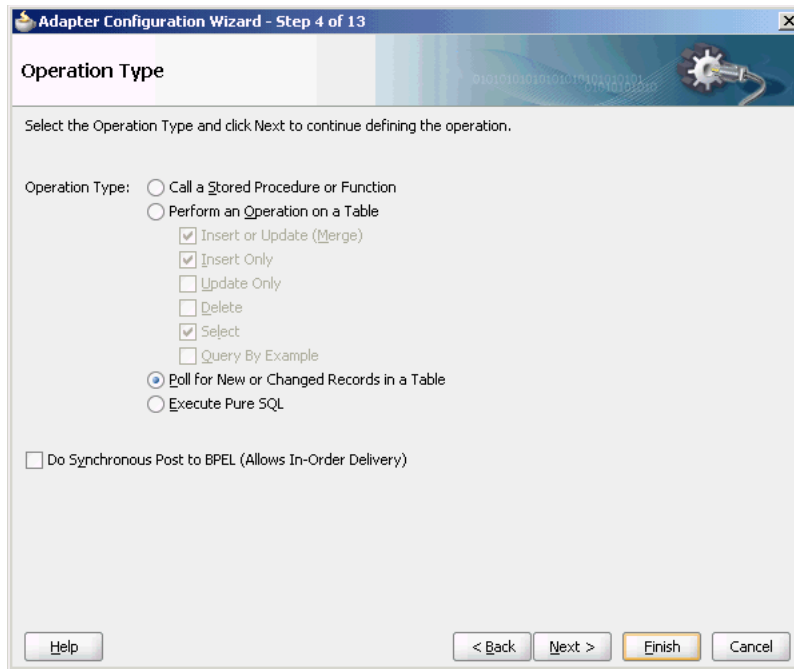 Adapter Configuration Wizard - Step 4 of 13
Operation Type
Select the Operation Type and click Next to continue defining the operation.
Operation Type: Call a Stored Procedure or Function
Perform an Operation on a Table
Insert or Update (Merge)
Insert Only
Update Only
Delete
Select
Query By Example
Poll for New or Changed Records in a Table
Execute Pure SQL
Do Synchronous Post to BPEL (Allows In-Order Delivery)
Help < Back Next > Finish Cancel